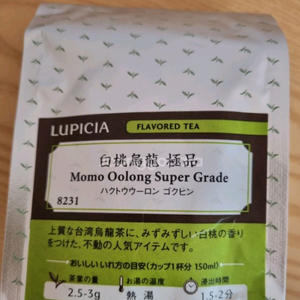 LUPICIA FLAVORED TEA
白桃烏龍 極品
Momo Oolong Super Grade
ハクトウウーロン ゴクヒン
8231
上質な台湾烏龍茶に、みずみずしい白桃の香り
をつけた、不動の人気アイテムです。
おいしいいれ方の目安(カップ1杯分 150ml)
茶葉の量 お湯の温度 浸出時間
2.5-3g 熱湯 1.5-2分